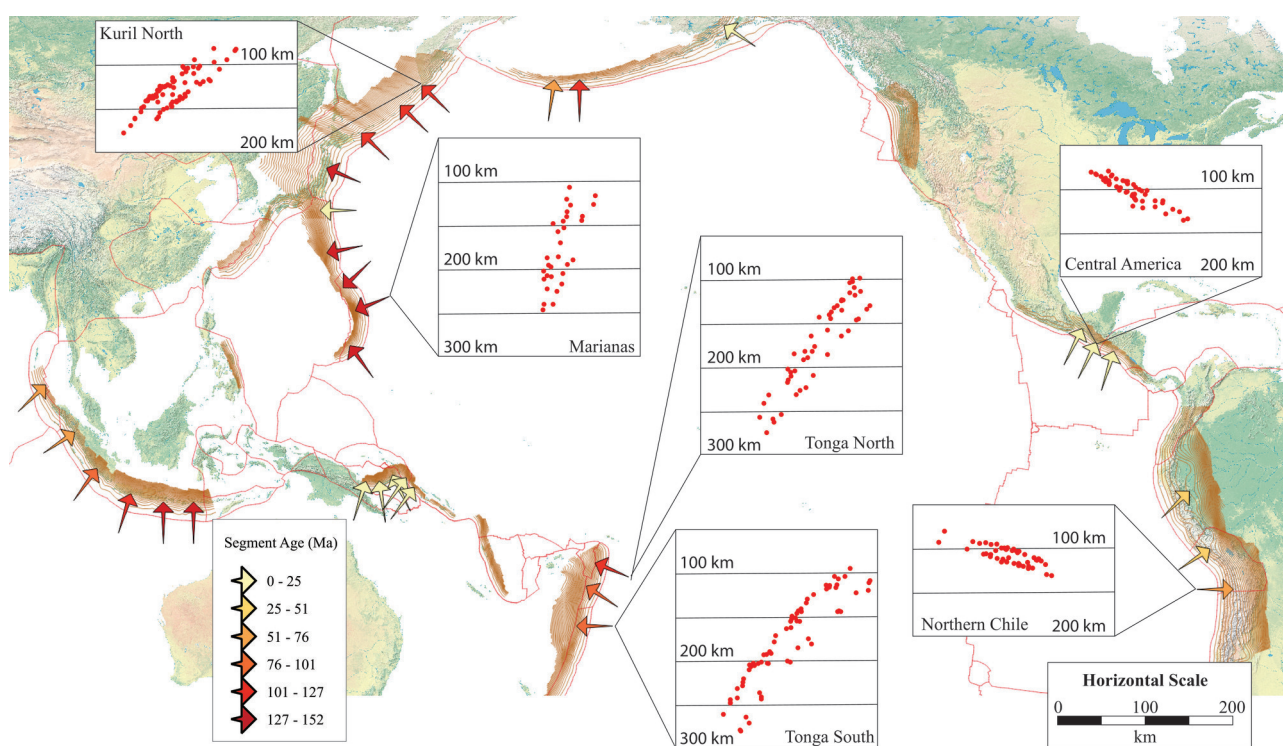 Kuril North
100 km
200 km
100 km
200 km
300 km
Marianas
100 km
200 km
300 km
Tonga North
100 km
200 km
300 km
Tonga South
100 km
Central America
200 km
100 km
Northern Chile
200 km
Segment Age (Ma)
0 - 25
25 - 51
51 - 76
76 - 101
101 - 127
127 - 152
Horizontal Scale
0 100 200
km